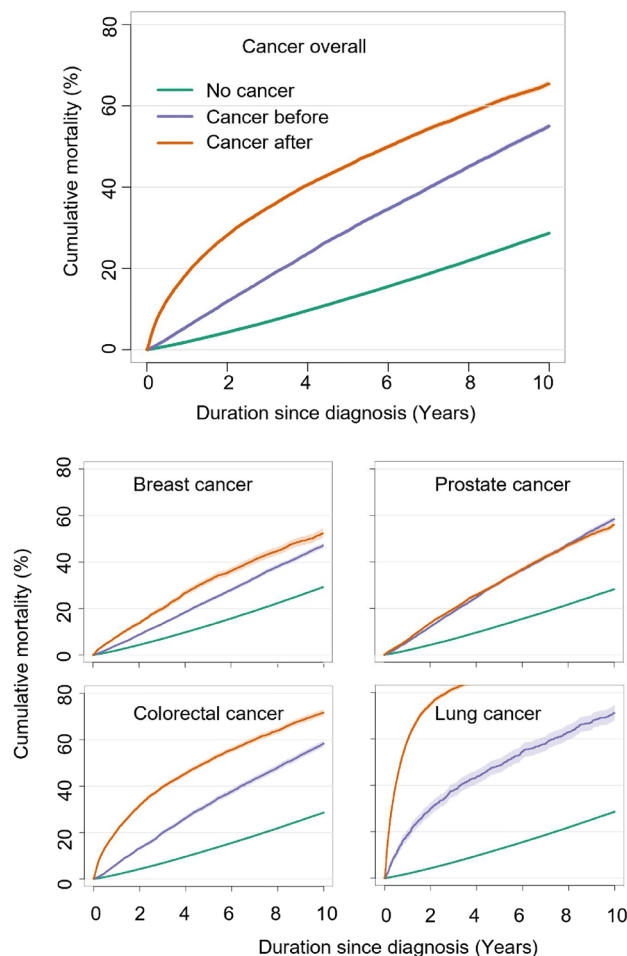 Cancer overall
No cancer
Cancer before
Cancer after
Cumulative mortality (%)
80
60
40
20
0
0 2 4 6 8 10
Duration since diagnosis (Years)
Cumulative mortality (%)
Breast cancer
80
60
40
20
0
Prostate cancer
Colorectal cancer
80
60
40
20
0
0 2 4 6 8 10
Lung cancer
0 2 4 6 8 10
Duration since diagnosis (Years)